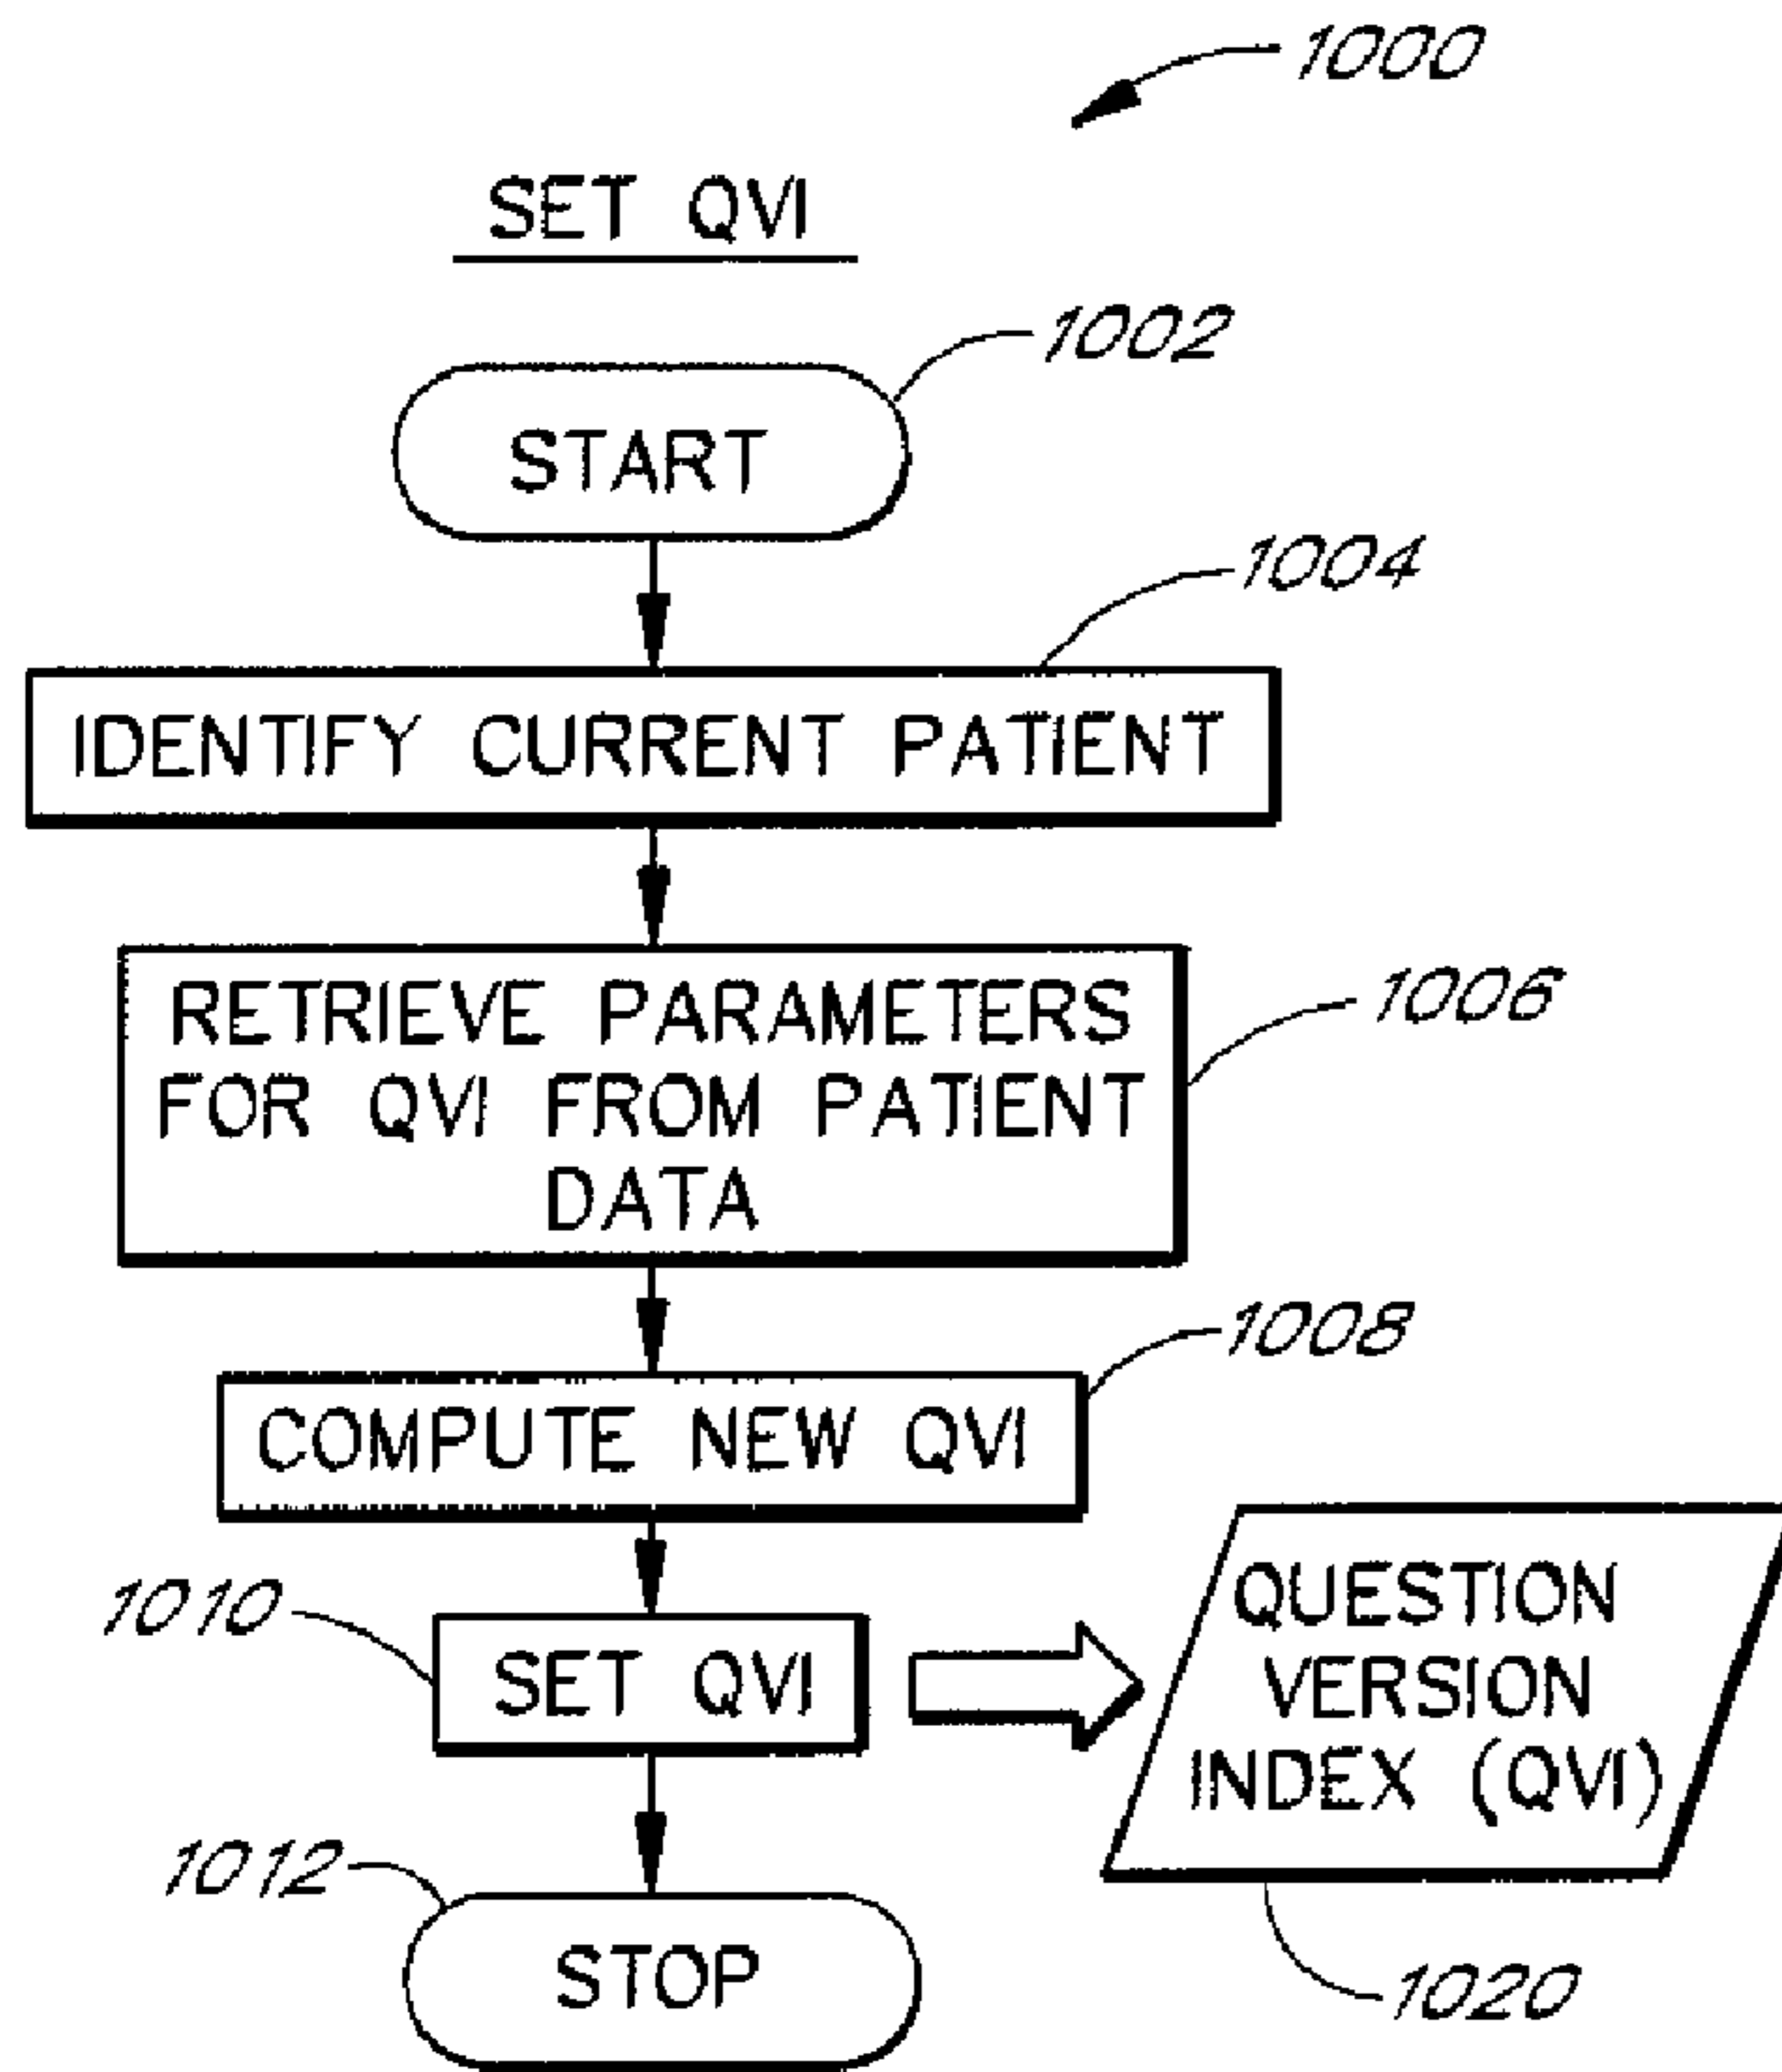 1000
SET QVI
1002
START
1004
IDENTIFY CURRENT PATIENT
RETRIEVE PARAMETERS
FOR QVI FROM PATIENT
DATA
1006
1008
COMPUTE NEW QVI
1010
SET QVI
QUESTION
VERSION
INDEX (QVI)
1012
STOP
1020